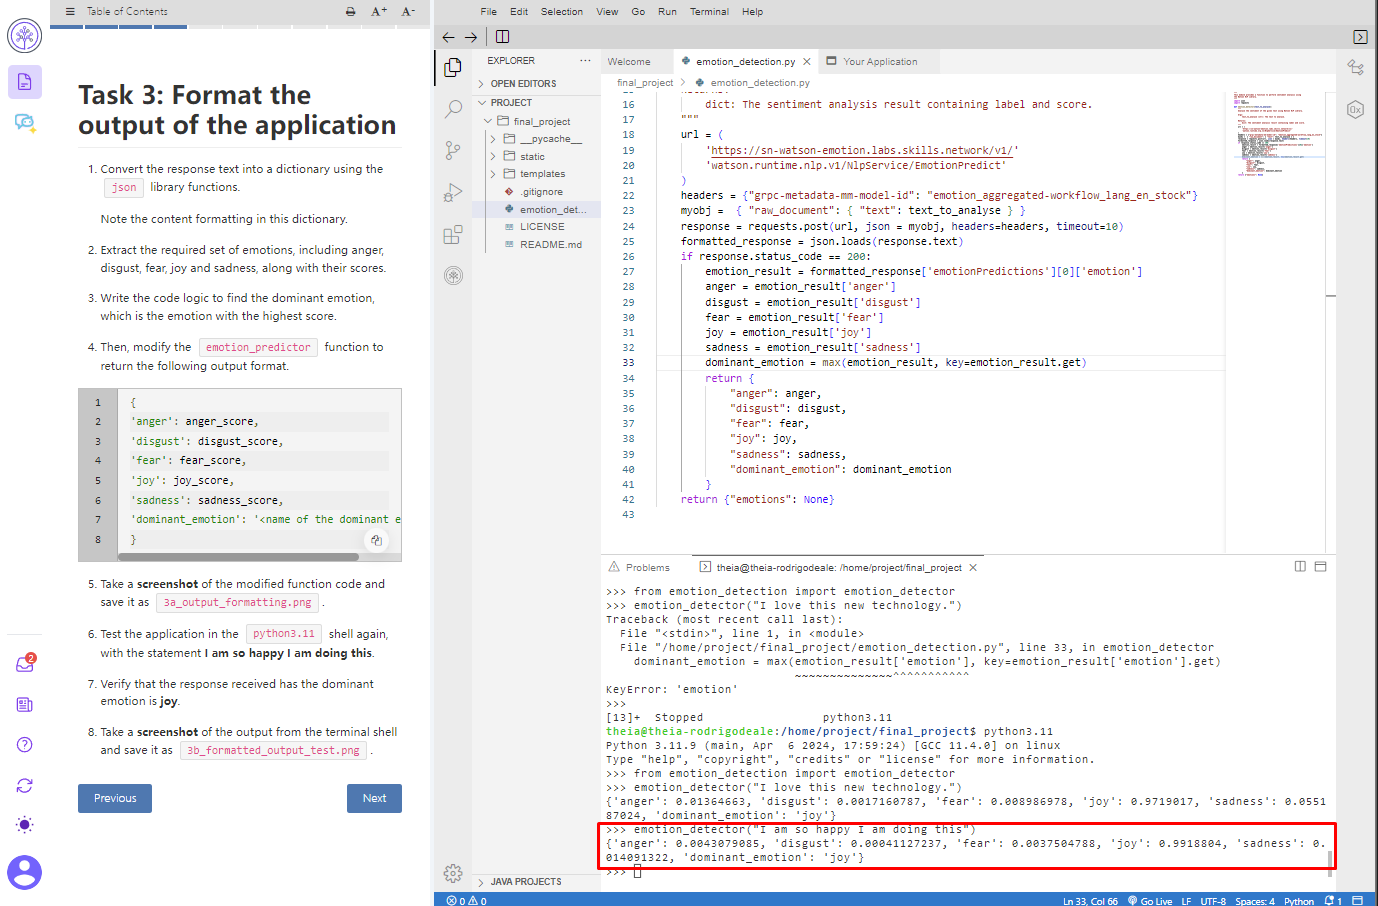 Table of Contents
A+ A-
Task 3: Format the
output of the application
1. Convert the response text into a dictionary using the
json library functions.
Note the content formatting in this dictionary.
2. Extract the required set of emotions, including anger,
disgust, fear, joy and sadness, along with their scores.
3. Write the code logic to find the dominant emotion,
which is the emotion with the highest score.
4. Then, modify the emotion_predictor function to
return the following output format.
1 {
2 'anger': anger_score,
3 'disgust': disgust_score,
4 'fear': fear_score,
5 'joy': joy_score,
6 'sadness': sadness_score,
7 'dominant_emotion': '<name of the dominant e
8 }
5. Take a screenshot of the modified function code and
save it as 3a_output_formatting.png .
6. Test the application in the python3.11 shell again,
with the statement I am so happy I am doing this.
7. Verify that the response received has the dominant
emotion is joy.
8. Take a screenshot of the output from the terminal shell
and save it as 3b_formatted_output_test.png .
Previous Next
2
File Edit Selection View Go Run Terminal Help
EXPLORER ...
OPEN EDITORS
PROJECT
final_project
__pycache__
static
templates
.gitignore
emotion_det...
LICENSE
README.md
JAVA PROJECTS
Welcome emotion_detection.py Your Application
final_project > emotion_detection.py
16 dict: The sentiment analysis result containing label and score.
17 """
18 url = (
19 'https://sn-watson-emotion.labs.skills.network/v1/'
20 'watson.runtime.nlp.v1/NlpService/EmotionPredict'
21 )
22 headers = {"grpc-metadata-mm-model-id": "emotion_aggregated-workflow_lang_en_stock"}
23 myobj = { "raw_document": { "text": text_to_analyse } }
24 response = requests.post(url, json = myobj, headers=headers, timeout=10)
25 formatted_response = json.loads(response.text)
26 if response.status_code == 200:
27 emotion_result = formatted_response['emotionPredictions'][0]['emotion']
28 anger = emotion_result['anger']
29 disgust = emotion_result['disgust']
30 fear = emotion_result['fear']
31 joy = emotion_result['joy']
32 sadness = emotion_result['sadness']
33 dominant_emotion = max(emotion_result, key=emotion_result.get)
34 return {
35 "anger": anger,
36 "disgust": disgust,
37 "fear": fear,
38 "joy": joy,
39 "sadness": sadness,
40 "dominant_emotion": dominant_emotion
41 }
42 return {"emotions": None}
43
Problems theia@theia-rodrigodeale: /home/project/final_project
>>> from emotion_detection import emotion_detector
>>> emotion_detector("I love this new technology.")
Traceback (most recent call last):
File "<stdin>", line 1, in <module>
File "/home/project/final_project/emotion_detection.py", line 33, in emotion_detector
dominant_emotion = max(emotion_result['emotion'], key=emotion_result['emotion'].get)
~~~~~~~~~~~~~~^^^^^^^^^^^
KeyError: 'emotion'
>>>
[13]+ Stopped python3.11
theia@theia-rodrigodeale:/home/project/final_project$ python3.11
Python 3.11.9 (main, Apr 6 2024, 17:59:24) [GCC 11.4.0] on linux
Type "help", "copyright", "credits" or "license" for more information.
>>> from emotion_detection import emotion_detector
>>> emotion_detector("I love this new technology.")
{'anger': 0.01364663, 'disgust': 0.0017160787, 'fear': 0.008986978, 'joy': 0.9719017, 'sadness': 0.0551
87024, 'dominant_emotion': 'joy'}
>>> emotion_detector("I am so happy I am doing this")
{'anger': 0.0043079085, 'disgust': 0.00041127237, 'fear': 0.0037504788, 'joy': 0.9918804, 'sadness': 0.
014091322, 'dominant_emotion': 'joy'}
>>>
0 0 Ln 33, Col 66 Go Live LF UTF-8 Spaces: 4 Python 1